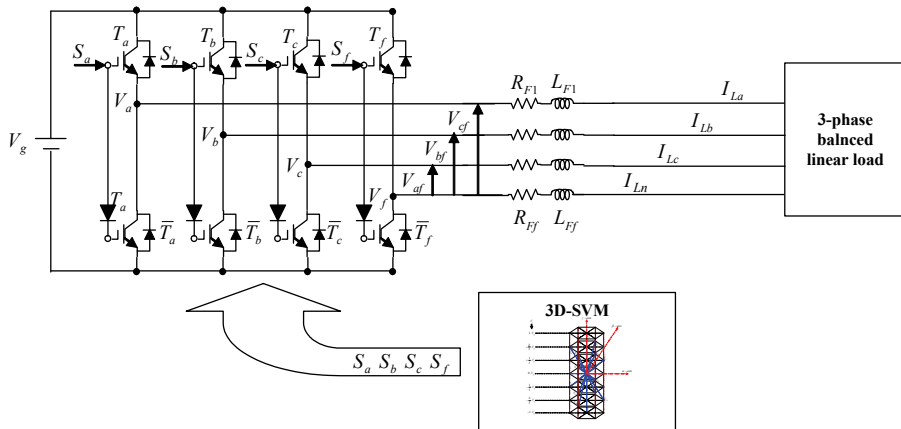 T_a T_b T_c T_f
S_a S_b S_c S_f
V_g
V_a
V_b
V_c
V_f
T_a
T̅_a T̅_b T̅_c T̅_f
V_cf
V_bf
V_af
R_F1 L_F1
R_Ff L_Ff
I_La
I_Lb
I_Lc
I_Ln
3-phase
balnced
linear load
3D-SVM
S_a S_b S_c S_f